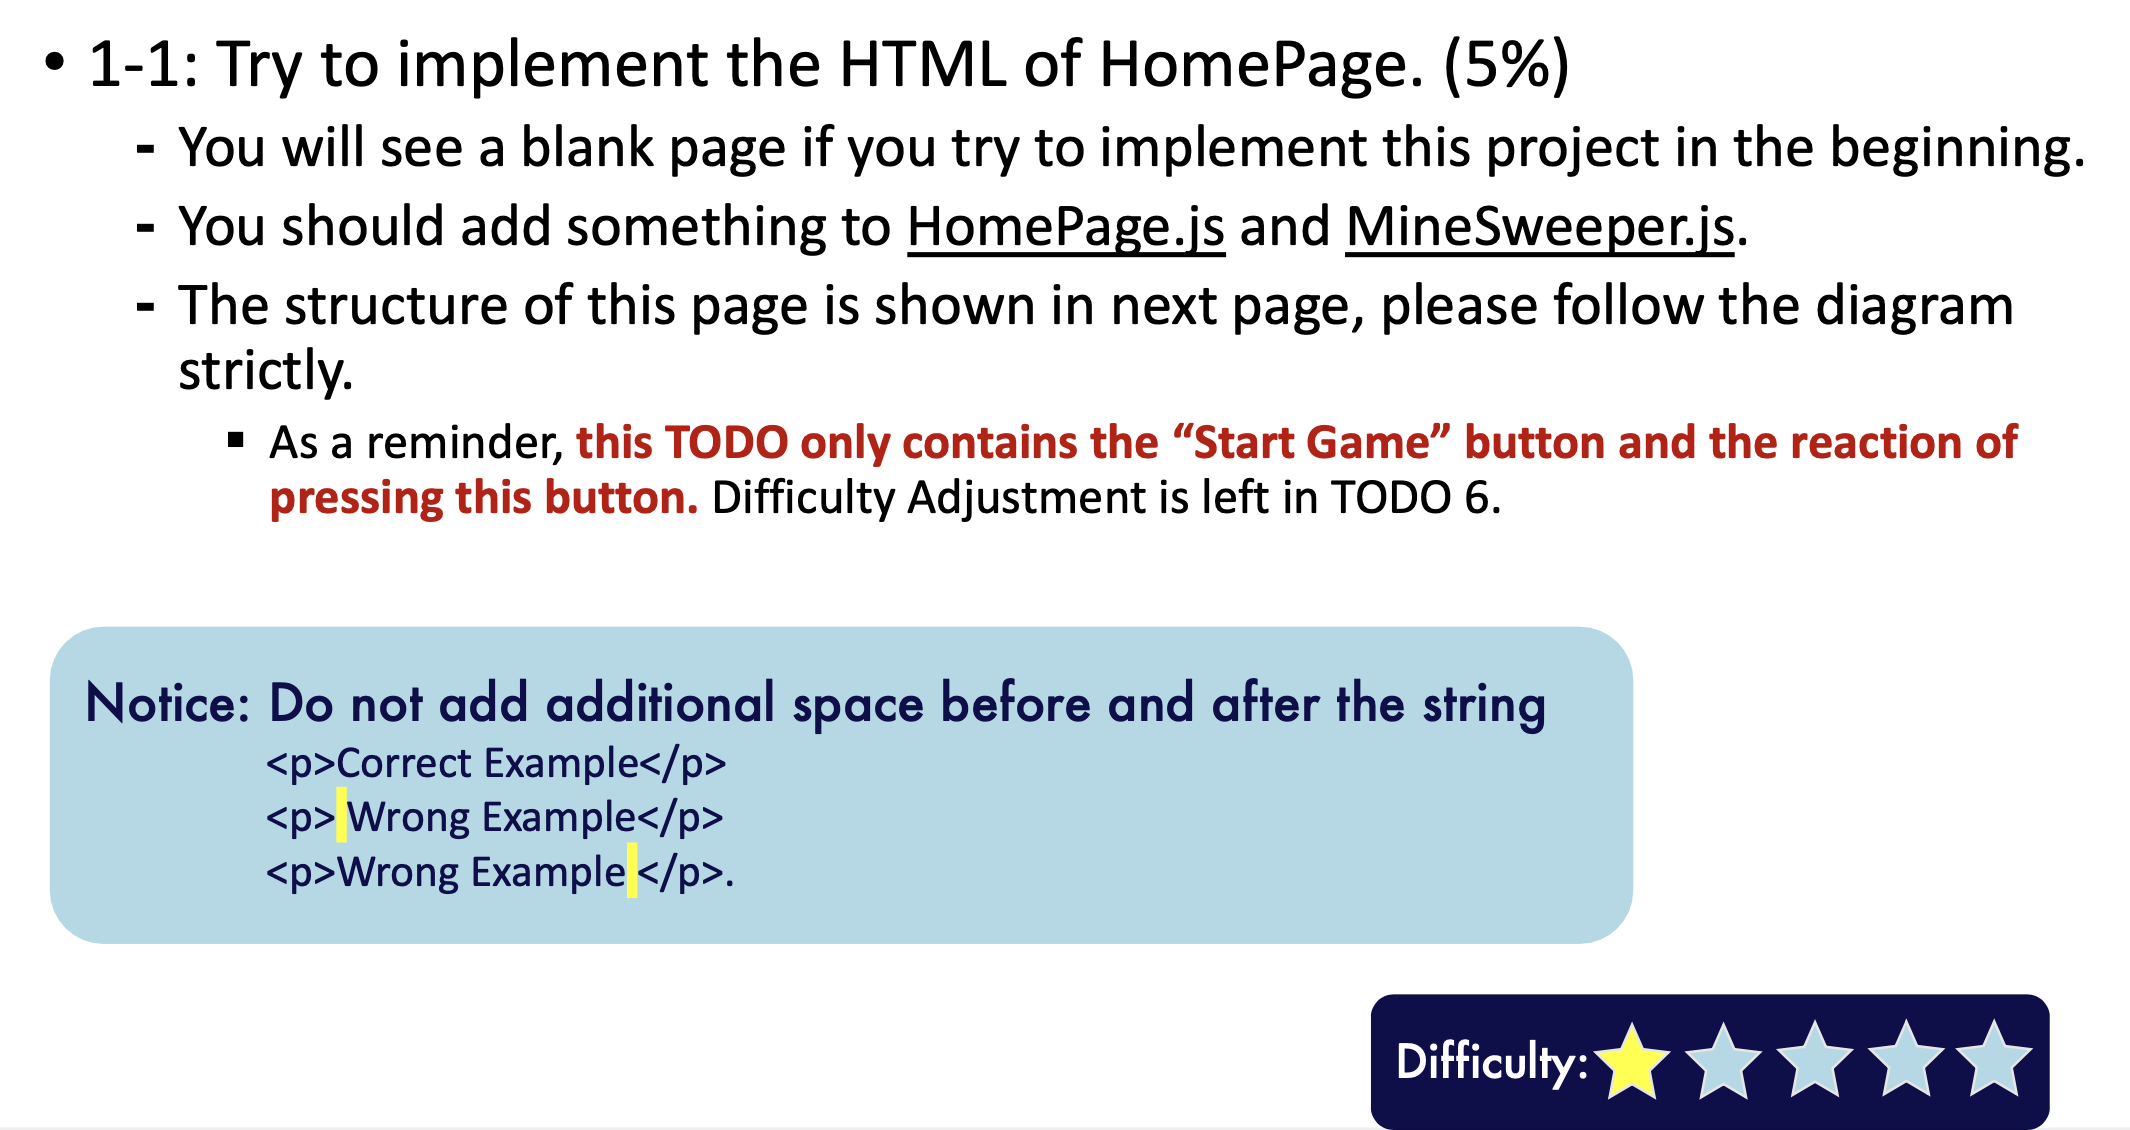 • 1-1: Try to implement the HTML of HomePage. (5%)
- You will see a blank page if you try to implement this project in the beginning.
- You should add something to HomePage.js and MineSweeper.js.
- The structure of this page is shown in next page, please follow the diagram
strictly.
▪ As a reminder, this TODO only contains the “Start Game” button and the reaction of
pressing this button. Difficulty Adjustment is left in TODO 6.
Notice: Do not add additional space before and after the string
<p>Correct Example</p>
<p> Wrong Example</p>
<p>Wrong Example </p>.
Difficulty: